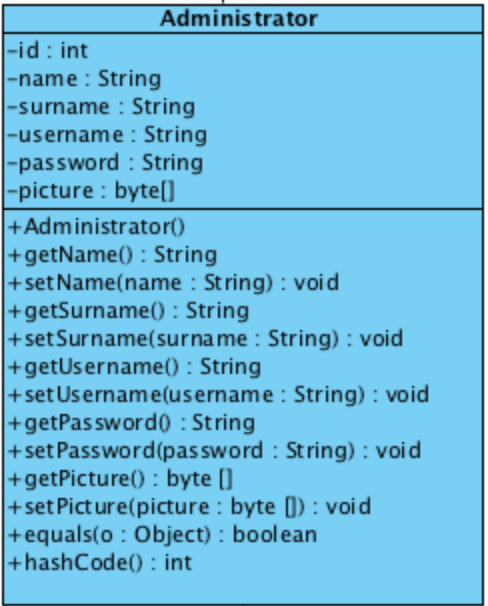 Administrator
-id : int
-name : String
-surname : String
-username : String
-password : String
-picture : byte[]
+Administrator()
+getName() : String
+setName(name : String) : void
+getSurname() : String
+setSurname(surname : String) : void
+getUsername() : String
+setUsername(username : String) : void
+getPassword() : String
+setPassword(password : String) : void
+getPicture() : byte []
+setPicture(picture : byte []) : void
+equals(o : Object) : boolean
+hashCode() : int